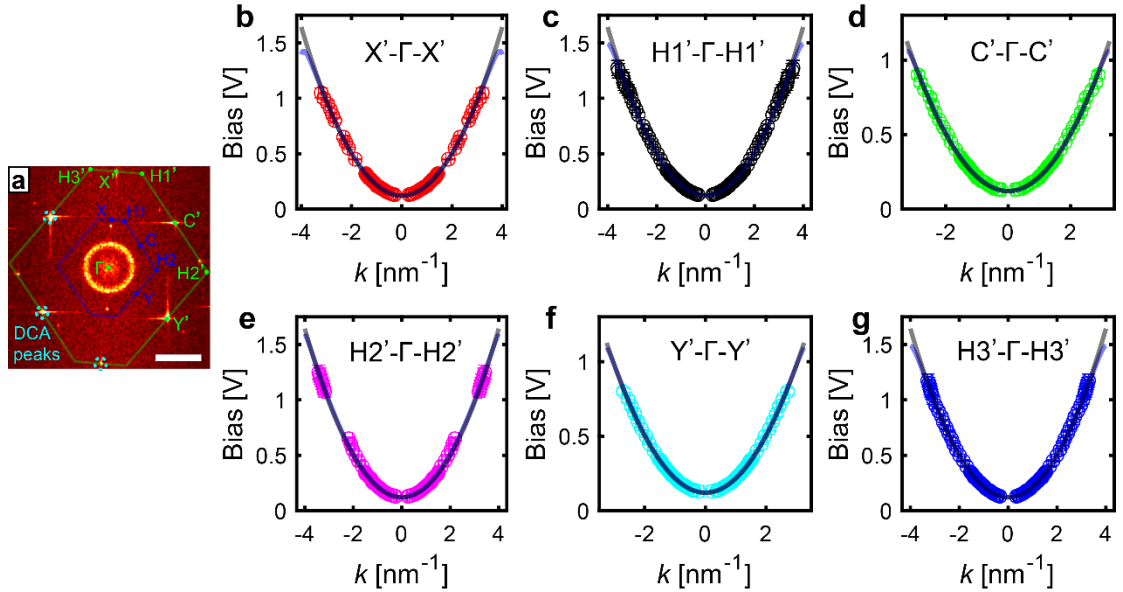 a
H3'
X'
H1'
X
H1
C'
C
Γ
H2
H2'
Y
Y'
DCA
peaks
b
X'-Γ-X'
Bias [V]
1.5
1
0.5
0
-4 -2 0 2 4
k [nm⁻¹]
c
H1'-Γ-H1'
Bias [V]
1.5
1
0.5
0
-4 -2 0 2 4
k [nm⁻¹]
d
C'-Γ-C'
Bias [V]
1
0.5
0
-2 0 2
k [nm⁻¹]
e
H2'-Γ-H2'
Bias [V]
1.5
1
0.5
0
-4 -2 0 2 4
k [nm⁻¹]
f
Y'-Γ-Y'
Bias [V]
1
0.5
0
-2 0 2
k [nm⁻¹]
g
H3'-Γ-H3'
Bias [V]
1.5
1
0.5
0
-4 -2 0 2 4
k [nm⁻¹]